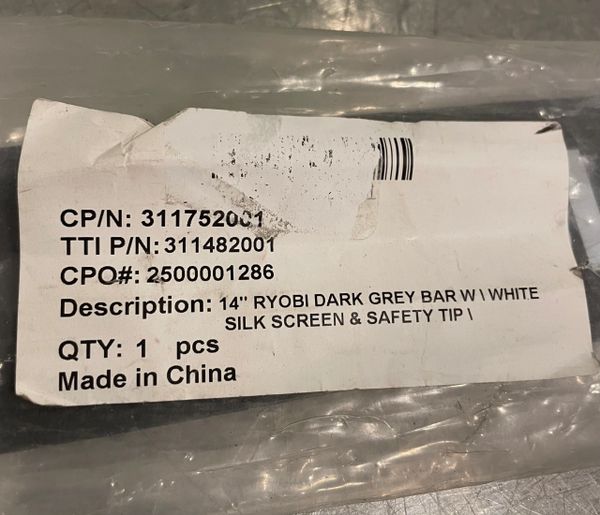 CP/N: 311752001
TTI P/N: 311482001
CPO#: 2500001286
Description: 14" RYOBI DARK GREY BAR W \ WHITE
SILK SCREEN & SAFETY TIP \
QTY: 1 pcs
Made in China